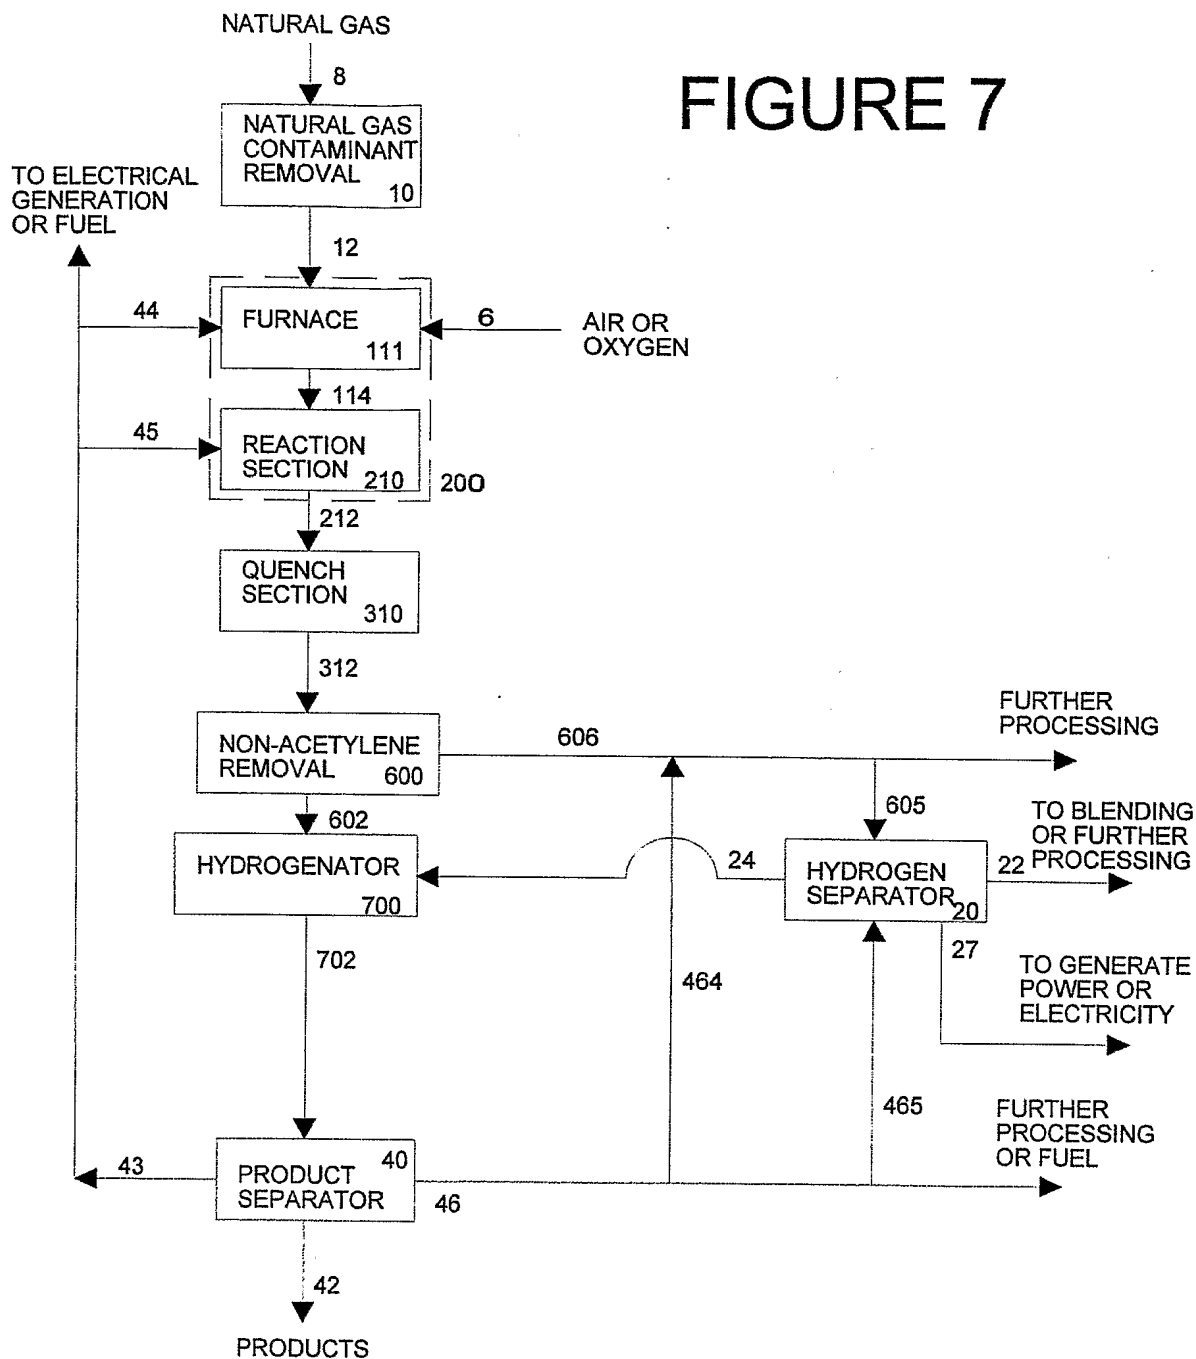 NATURAL GAS
8
FIGURE 7
NATURAL GAS
CONTAMINANT
REMOVAL
10
TO ELECTRICAL
GENERATION
OR FUEL
12
44
FURNACE
111
6
AIR OR
OXYGEN
114
45
REACTION
SECTION
210
200
212
QUENCH
SECTION
310
312
NON-ACETYLENE
REMOVAL
600
606
FURTHER
PROCESSING
605
602
HYDROGENATOR
700
24
HYDROGEN
SEPARATOR
20
22
TO BLENDING
OR FURTHER
PROCESSING
27
702
464
TO GENERATE
POWER OR
ELECTRICITY
465
43
40
PRODUCT
SEPARATOR
46
FURTHER
PROCESSING
OR FUEL
42
PRODUCTS